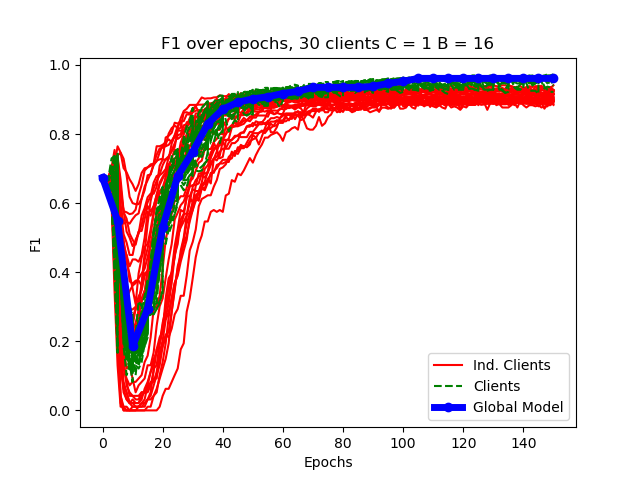 F1 over epochs, 30 clients C = 1 B = 16
1.0
0.8
0.6
0.4
0.2
0.0
F1
0 20 40 60 80 100 120 140
Epochs
Ind. Clients
Clients
Global Model